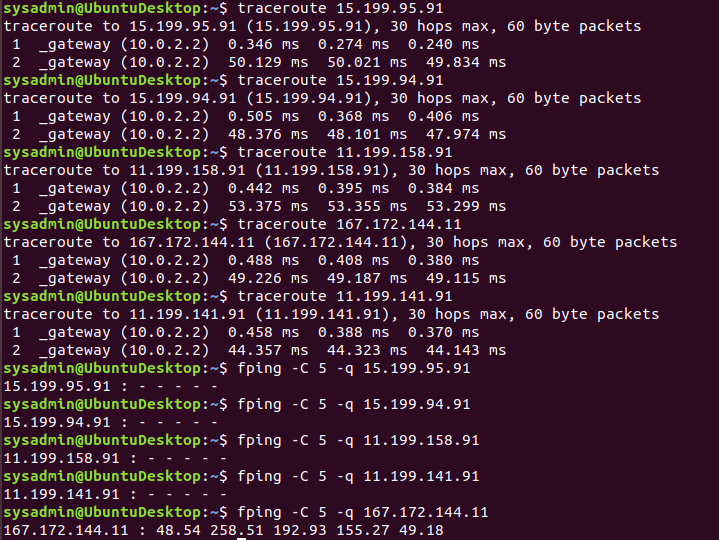 sysadmin@UbuntuDesktop:~$ traceroute 15.199.95.91
traceroute to 15.199.95.91 (15.199.95.91), 30 hops max, 60 byte packets
 1  _gateway (10.0.2.2)  0.346 ms  0.274 ms  0.240 ms
 2  _gateway (10.0.2.2)  50.129 ms  50.021 ms  49.834 ms
sysadmin@UbuntuDesktop:~$ traceroute 15.199.94.91
traceroute to 15.199.94.91 (15.199.94.91), 30 hops max, 60 byte packets
 1  _gateway (10.0.2.2)  0.505 ms  0.368 ms  0.406 ms
 2  _gateway (10.0.2.2)  48.376 ms  48.101 ms  47.974 ms
sysadmin@UbuntuDesktop:~$ traceroute 11.199.158.91
traceroute to 11.199.158.91 (11.199.158.91), 30 hops max, 60 byte packets
 1  _gateway (10.0.2.2)  0.442 ms  0.395 ms  0.384 ms
 2  _gateway (10.0.2.2)  53.375 ms  53.355 ms  53.299 ms
sysadmin@UbuntuDesktop:~$ traceroute 167.172.144.11
traceroute to 167.172.144.11 (167.172.144.11), 30 hops max, 60 byte packets
 1  _gateway (10.0.2.2)  0.488 ms  0.408 ms  0.380 ms
 2  _gateway (10.0.2.2)  49.226 ms  49.187 ms  49.115 ms
sysadmin@UbuntuDesktop:~$ traceroute 11.199.141.91
traceroute to 11.199.141.91 (11.199.141.91), 30 hops max, 60 byte packets
 1  _gateway (10.0.2.2)  0.458 ms  0.388 ms  0.370 ms
 2  _gateway (10.0.2.2)  44.357 ms  44.323 ms  44.143 ms
sysadmin@UbuntuDesktop:~$ fping -C 5 -q 15.199.95.91
15.199.95.91 : - - - - -
sysadmin@UbuntuDesktop:~$ fping -C 5 -q 15.199.94.91
15.199.94.91 : - - - - -
sysadmin@UbuntuDesktop:~$ fping -C 5 -q 11.199.158.91
11.199.158.91 : - - - - -
sysadmin@UbuntuDesktop:~$ fping -C 5 -q 11.199.141.91
11.199.141.91 : - - - - -
sysadmin@UbuntuDesktop:~$ fping -C 5 -q 167.172.144.11
167.172.144.11 : 48.54 258.51 192.93 155.27 49.18